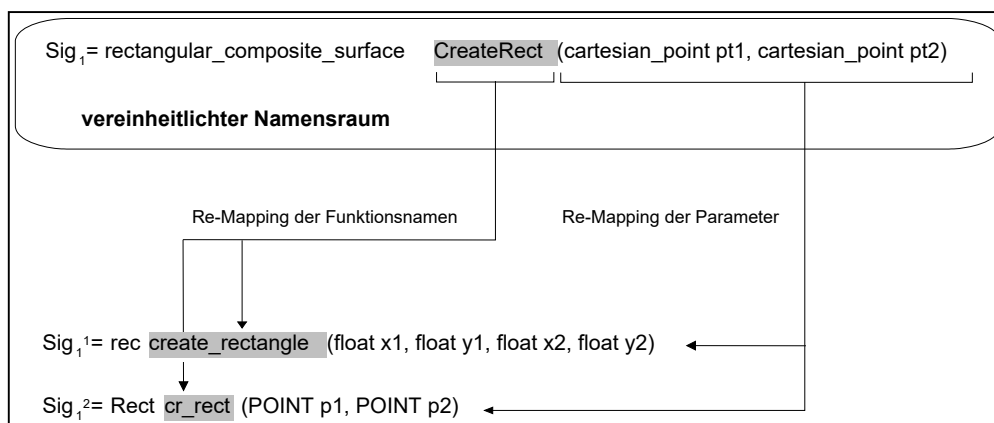 Sig₁= rectangular_composite_surface CreateRect (cartesian_point pt1, cartesian_point pt2)
vereinheitlichter Namensraum
Re-Mapping der Funktionsnamen Re-Mapping der Parameter
Sig₁¹= rec create_rectangle (float x1, float y1, float x2, float y2)
Sig₁²= Rect cr_rect (POINT p1, POINT p2)